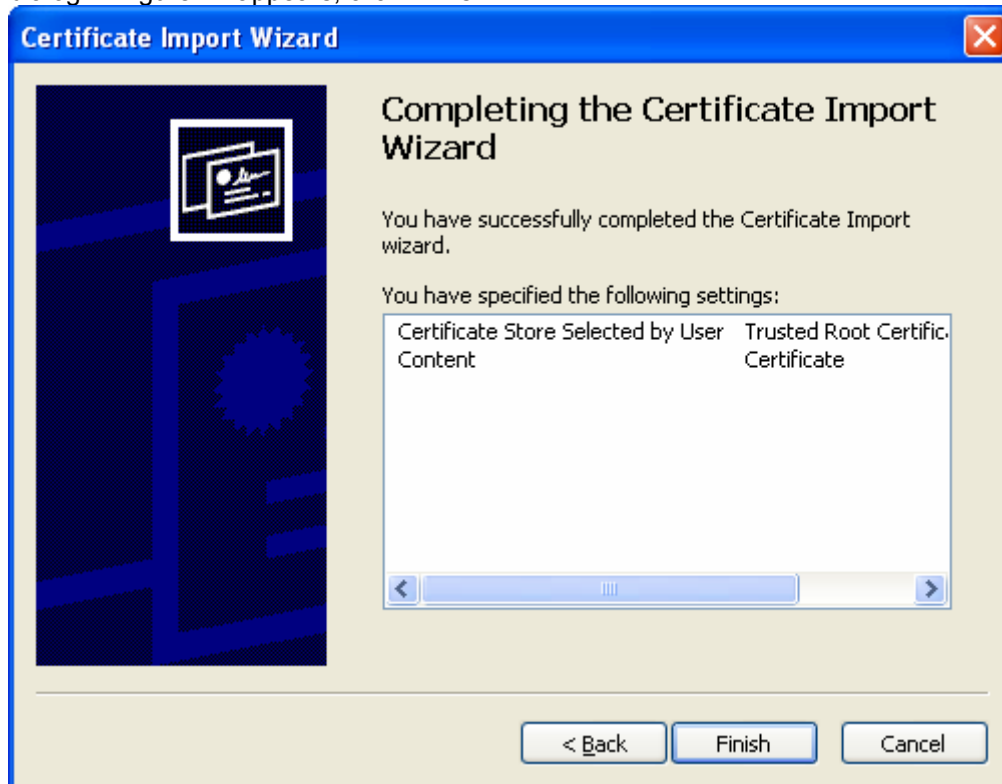 Certificate Import Wizard
Completing the Certificate Import
Wizard
You have successfully completed the Certificate Import
wizard.
You have specified the following settings:
Certificate Store Selected by User Trusted Root Certific
Content Certificate
< Back Finish Cancel